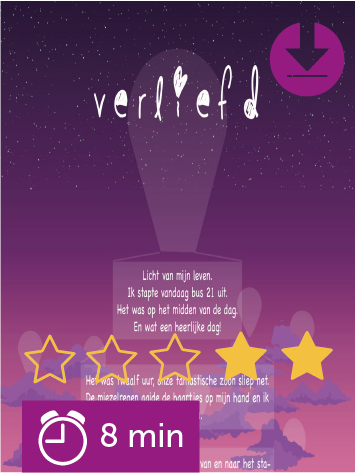 verliefd
Licht van mijn leven.
Ik stapte vandaag bus 21 uit.
Het was op het midden van de dag.
En wat een heerlijke dag!
Het was twaalf uur, onze fantastische zoon sliep net.
De miezelregen aaide de haartjes op mijn hand en ik
van en naar het sta-
8 min